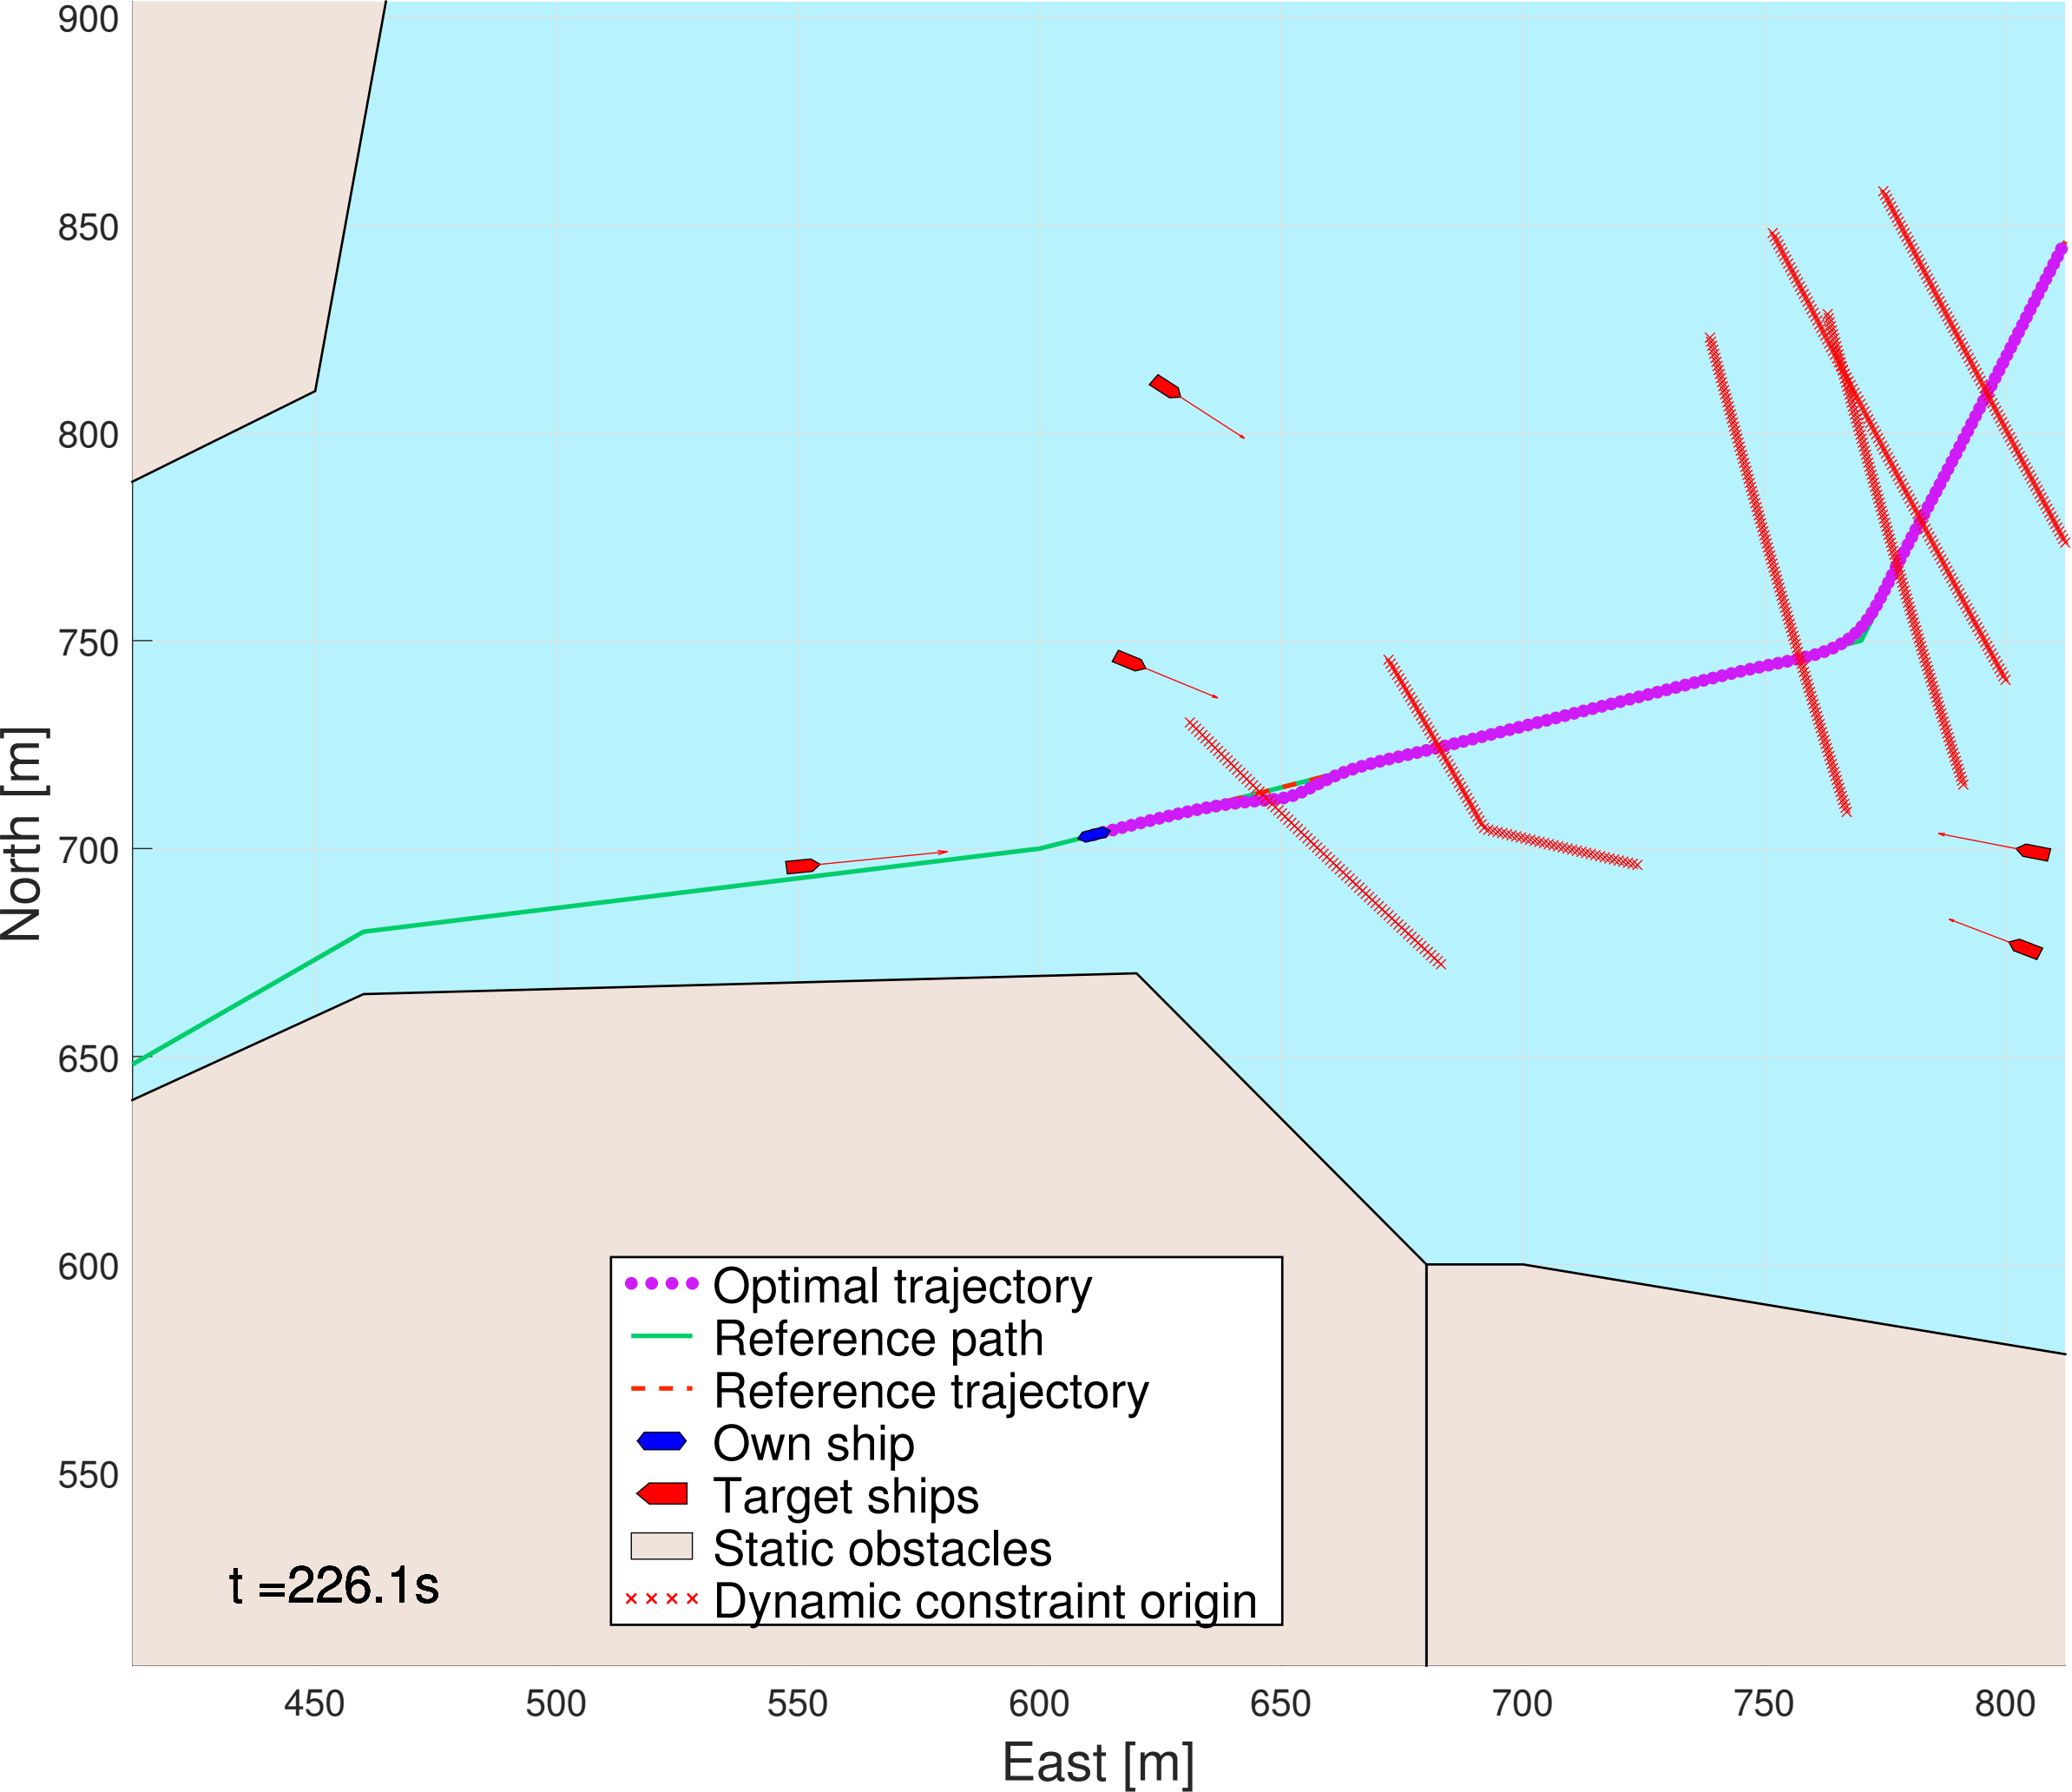 900
850
800
750
700
650
600
550
North [m]
Optimal trajectory
Reference path
Reference trajectory
Own ship
Target ships
Static obstacles
Dynamic constraint origin
t =226.1s
450 500 550 600 650 700 750 800
East [m]